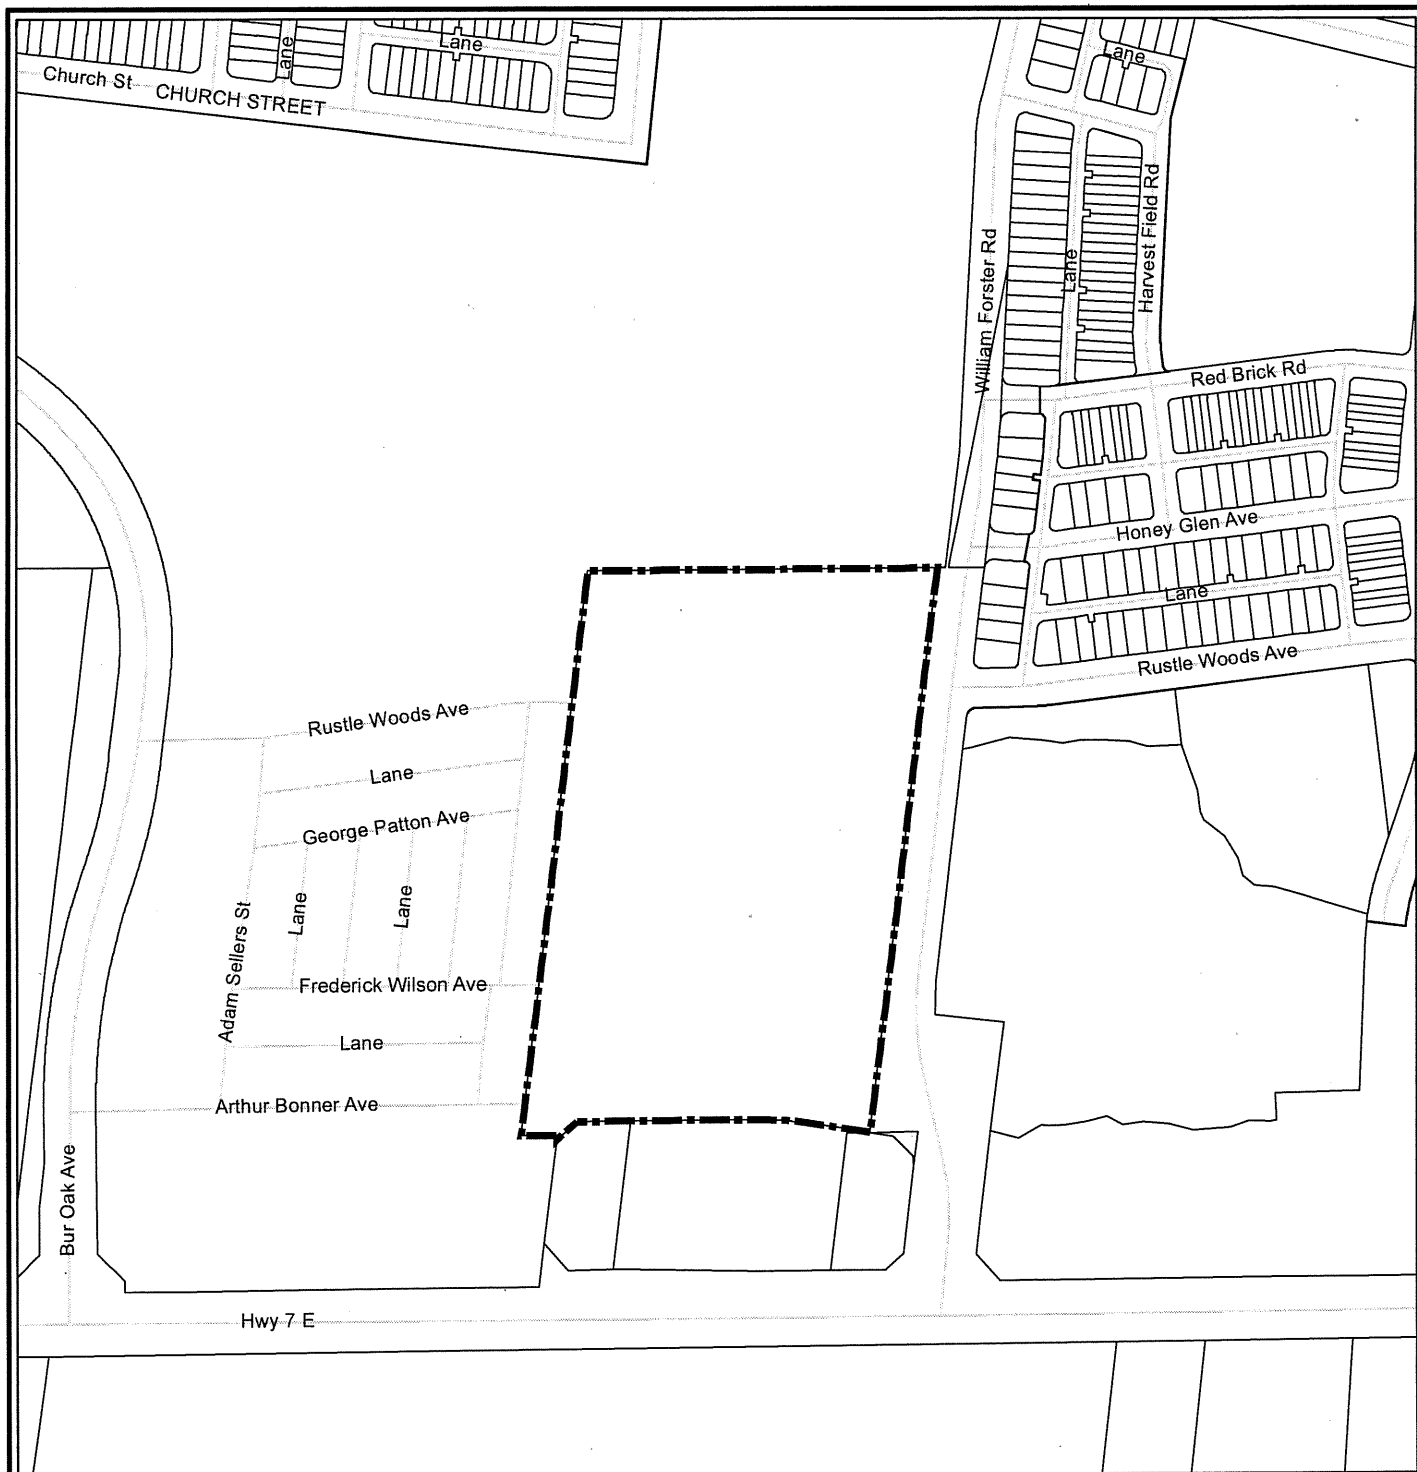 Lane
Lane
Lane
Church St
CHURCH STREET
Harvest Field Rd
William Forster Rd
Lane
Red Brick Rd
Honey Glen Ave
Lane
Rustle Woods Ave
Rustle Woods Ave
Lane
George Patton Ave
Lane
Lane
Adam Sellers St
Frederick Wilson Ave
Lane
Arthur Bonner Ave
Bur Oak Ave
Hwy 7 E